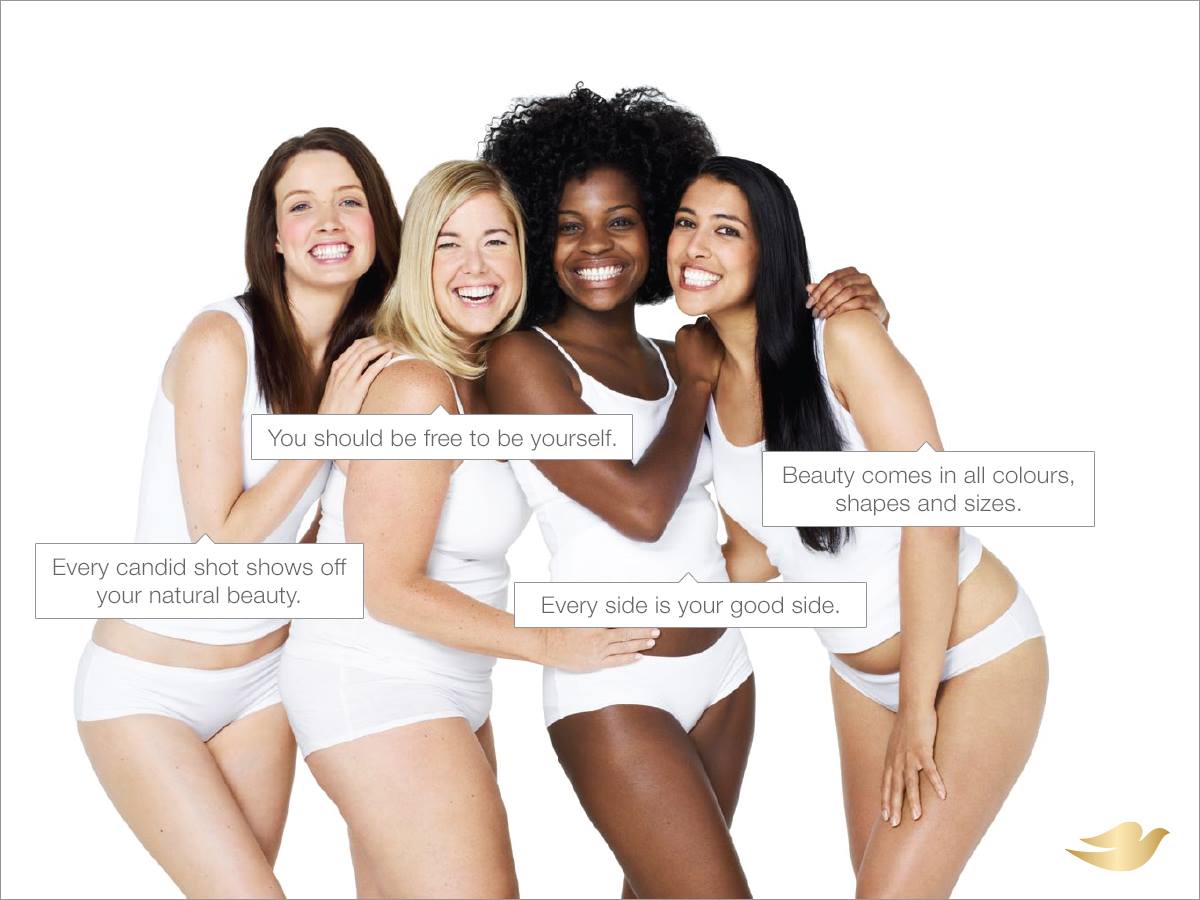 You should be free to be yourself.
Beauty comes in all colours,
shapes and sizes.
Every candid shot shows off
your natural beauty.
Every side is your good side.